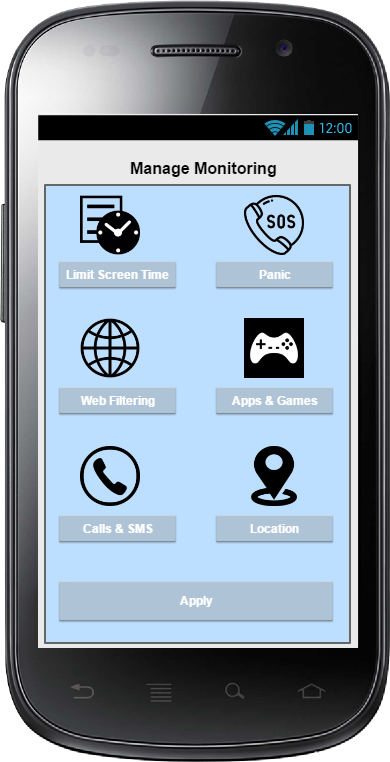 12:00
Manage Monitoring
SOS
Limit Screen Time
Panic
Web Filtering
Apps & Games
Calls & SMS
Location
Apply